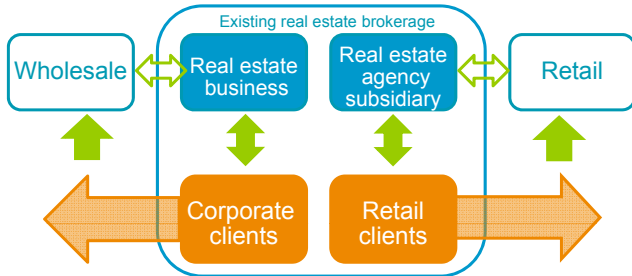 Existing real estate brokerage
Wholesale
Real estate
business
Real estate
agency
subsidiary
Retail
Corporate
clients
Retail
clients